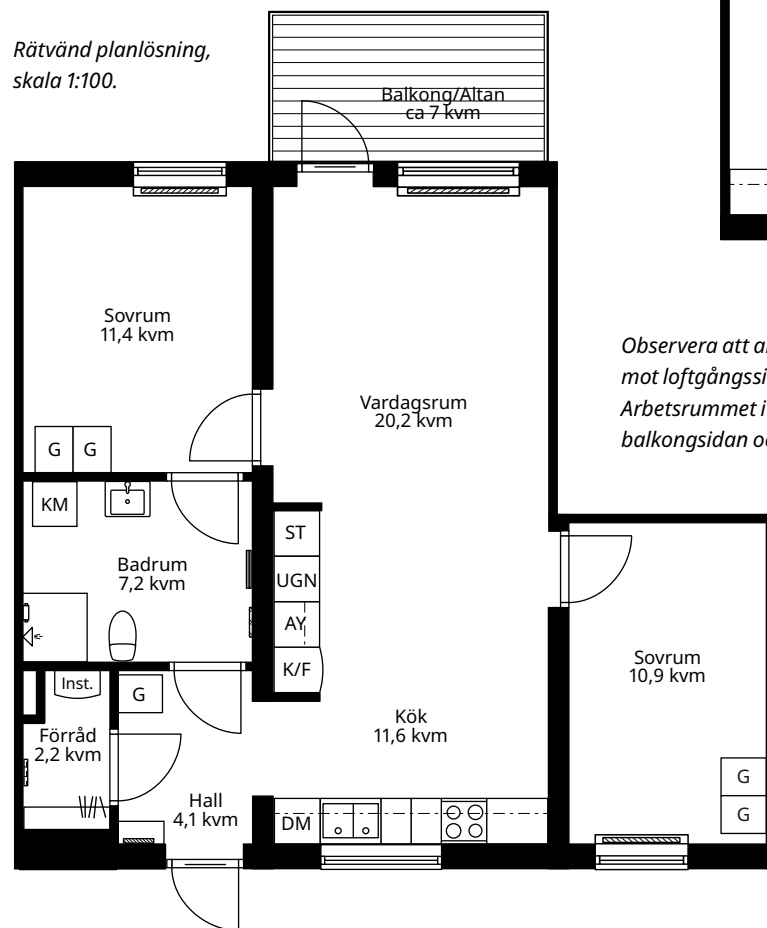 Rätvänd planlösning,
skala 1:100.
Balkong/Altan
ca 7 kvm
Sovrum
11,4 kvm
Vardagsrum
20,2 kvm
G G
KM
Badrum
7,2 kvm
ST
UGN
AY
K/F
Inst.
G
Förråd
2,2 kvm
Hall
4,1 kvm
Kök
11,6 kvm
DM
Sovrum
10,9 kvm
G
G
Observera att
mot
Arbetsrummet i
balkongsidan